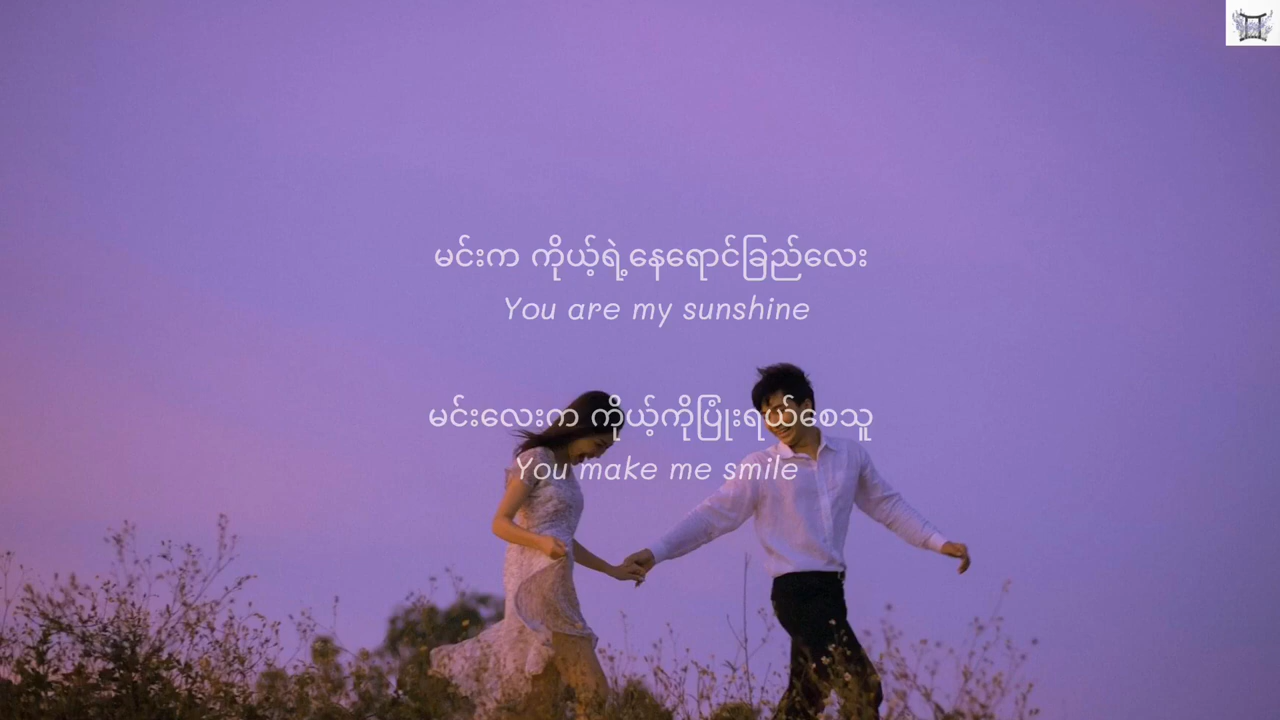 မင်းက ကိုယ့်ရဲ့နေရောင်ခြည်လေး
You are my sunshine
မင်းလေးက ကိုယ့်ကိုပြုံးရယ်စေသူ
You make me smile